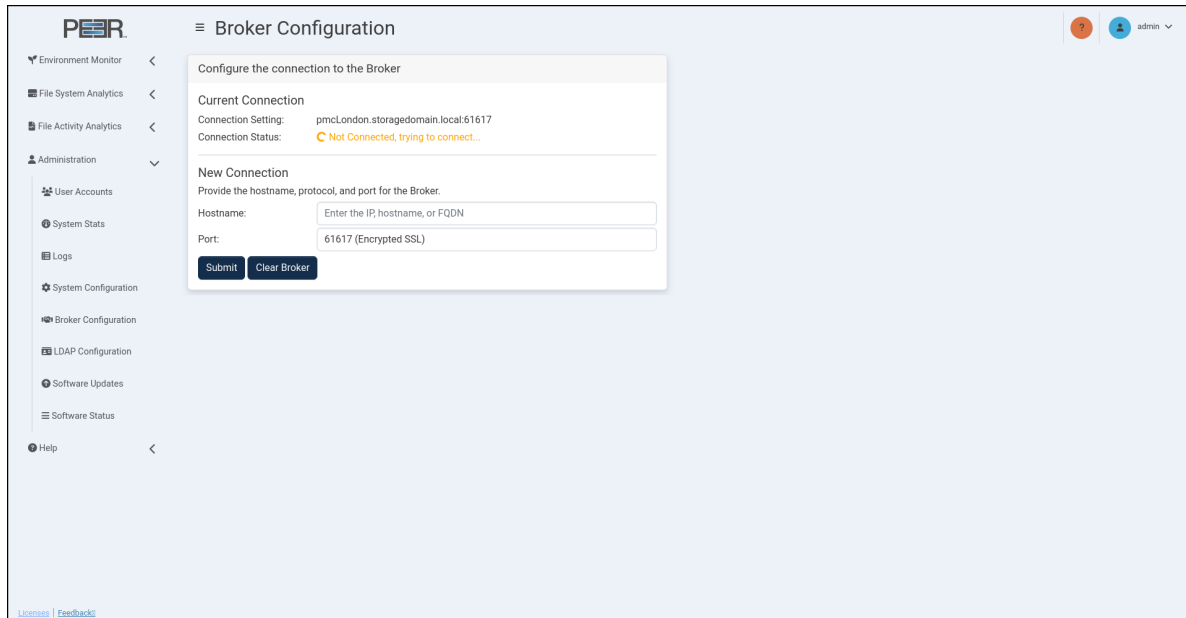 PEER.
Broker Configuration
?
admin
Environment Monitor
File System Analytics
File Activity Analytics
Administration
User Accounts
System Stats
Logs
System Configuration
Broker Configuration
LDAP Configuration
Software Updates
Software Status
Help
Configure the connection to the Broker
Current Connection
Connection Setting: pmcLondon.storagedomain.local:61617
Connection Status: Not Connected, trying to connect...
New Connection
Provide the hostname, protocol, and port for the Broker.
Hostname: Enter the IP, hostname, or FQDN
Port: 61617 (Encrypted SSL)
Submit Clear Broker
Licenses | Feedback